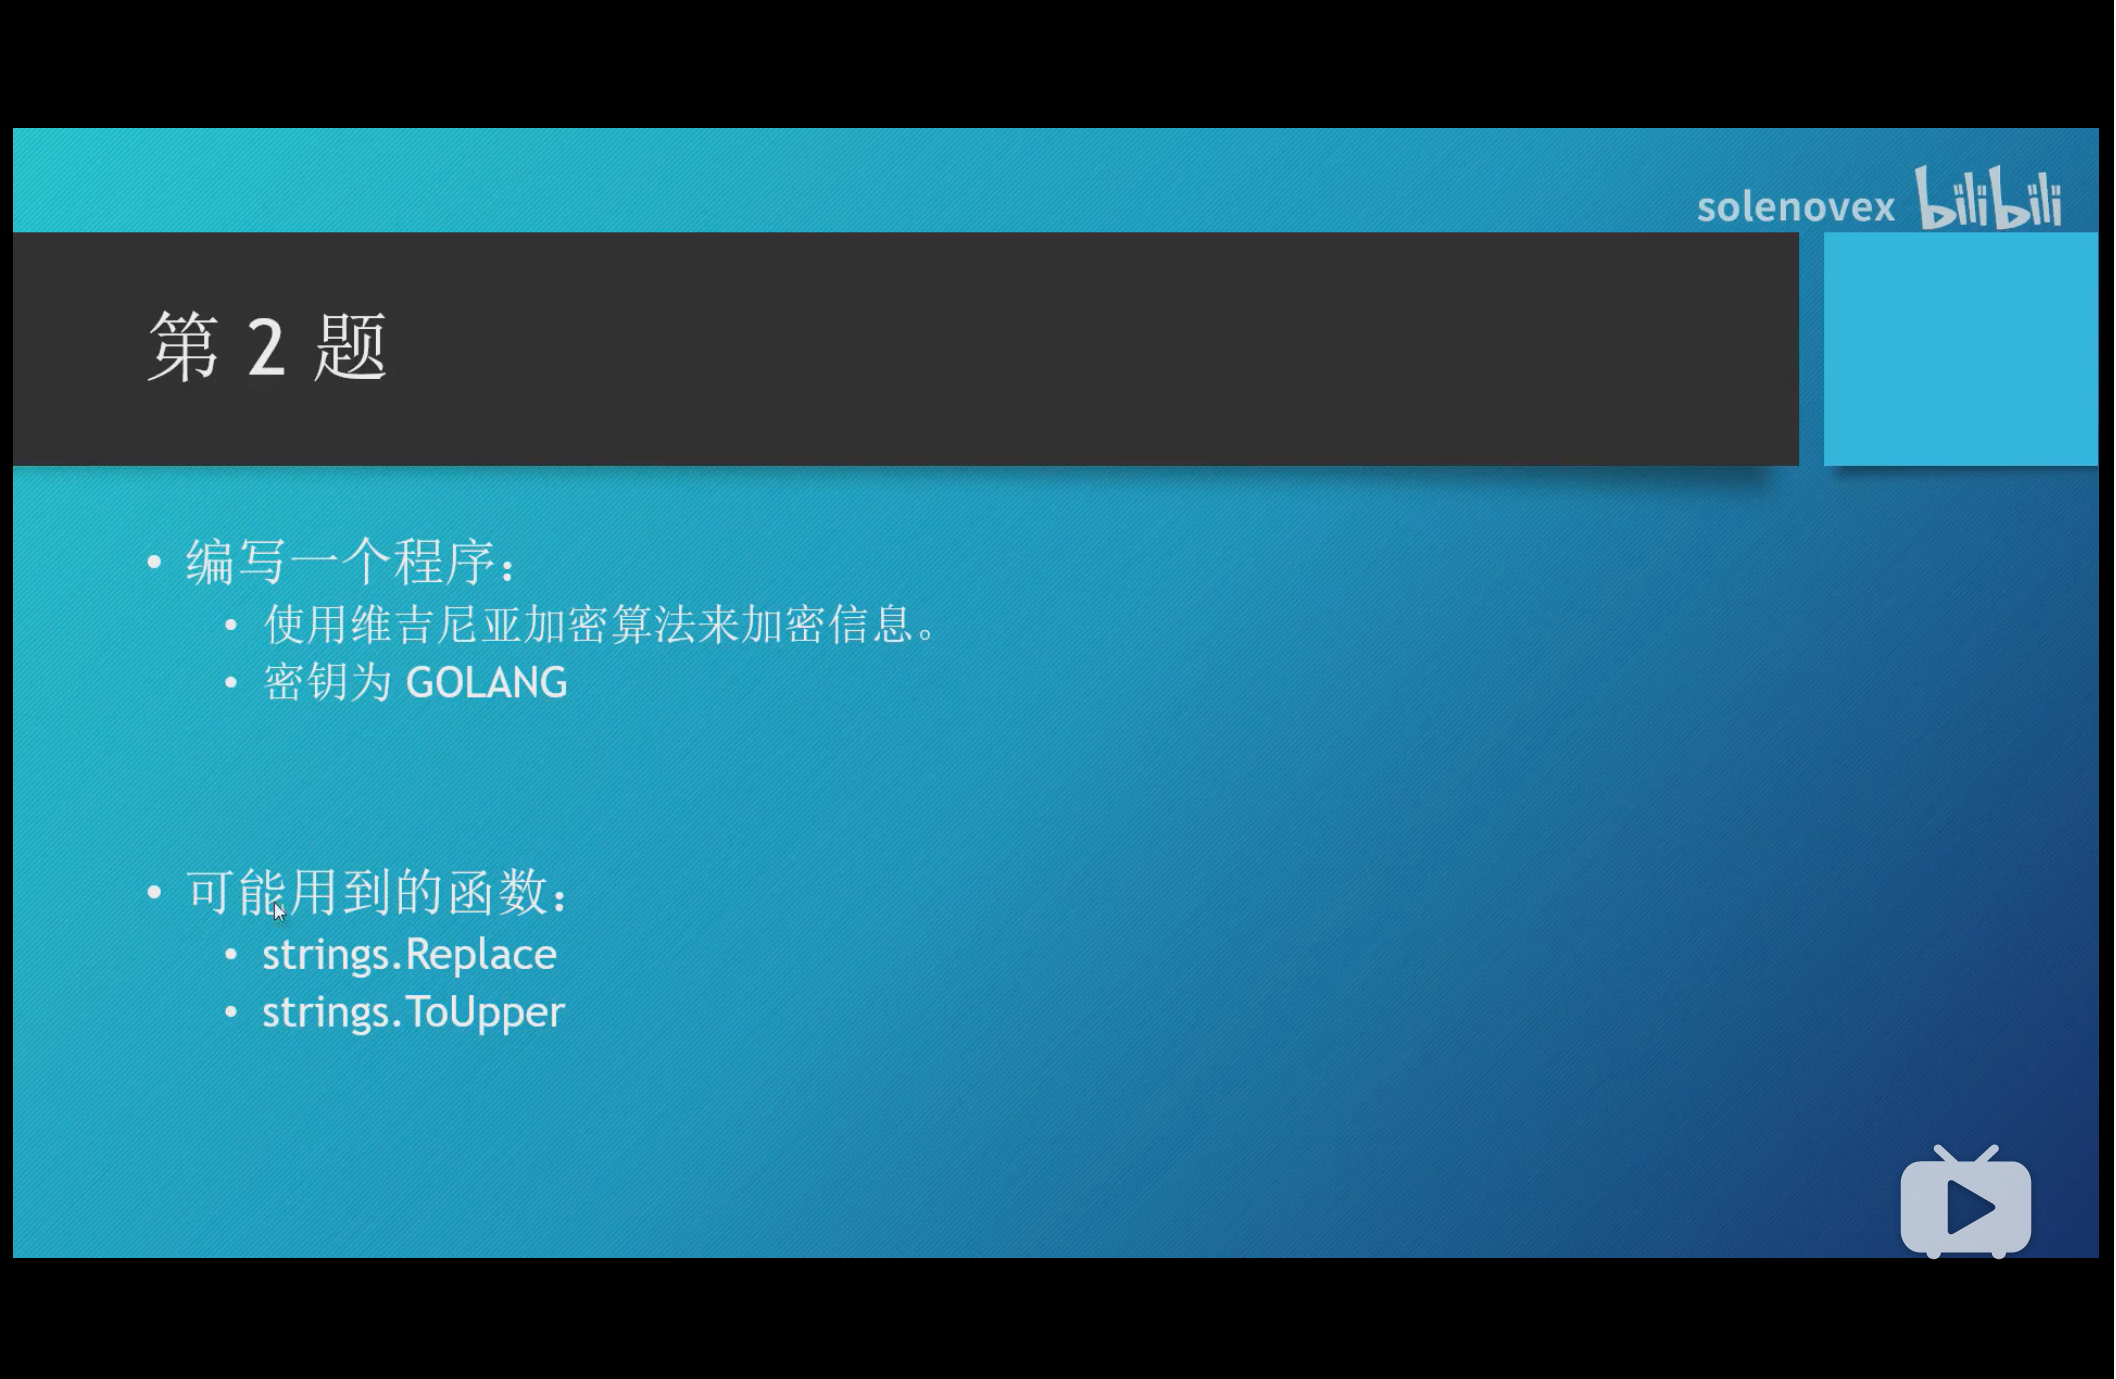 solenovex bilibili
第 2 题
• 编写一个程序：
• 使用维吉尼亚加密算法来加密信息。
• 密钥为 GOLANG
• 可能用到的函数：
• strings.Replace
• strings.ToUpper